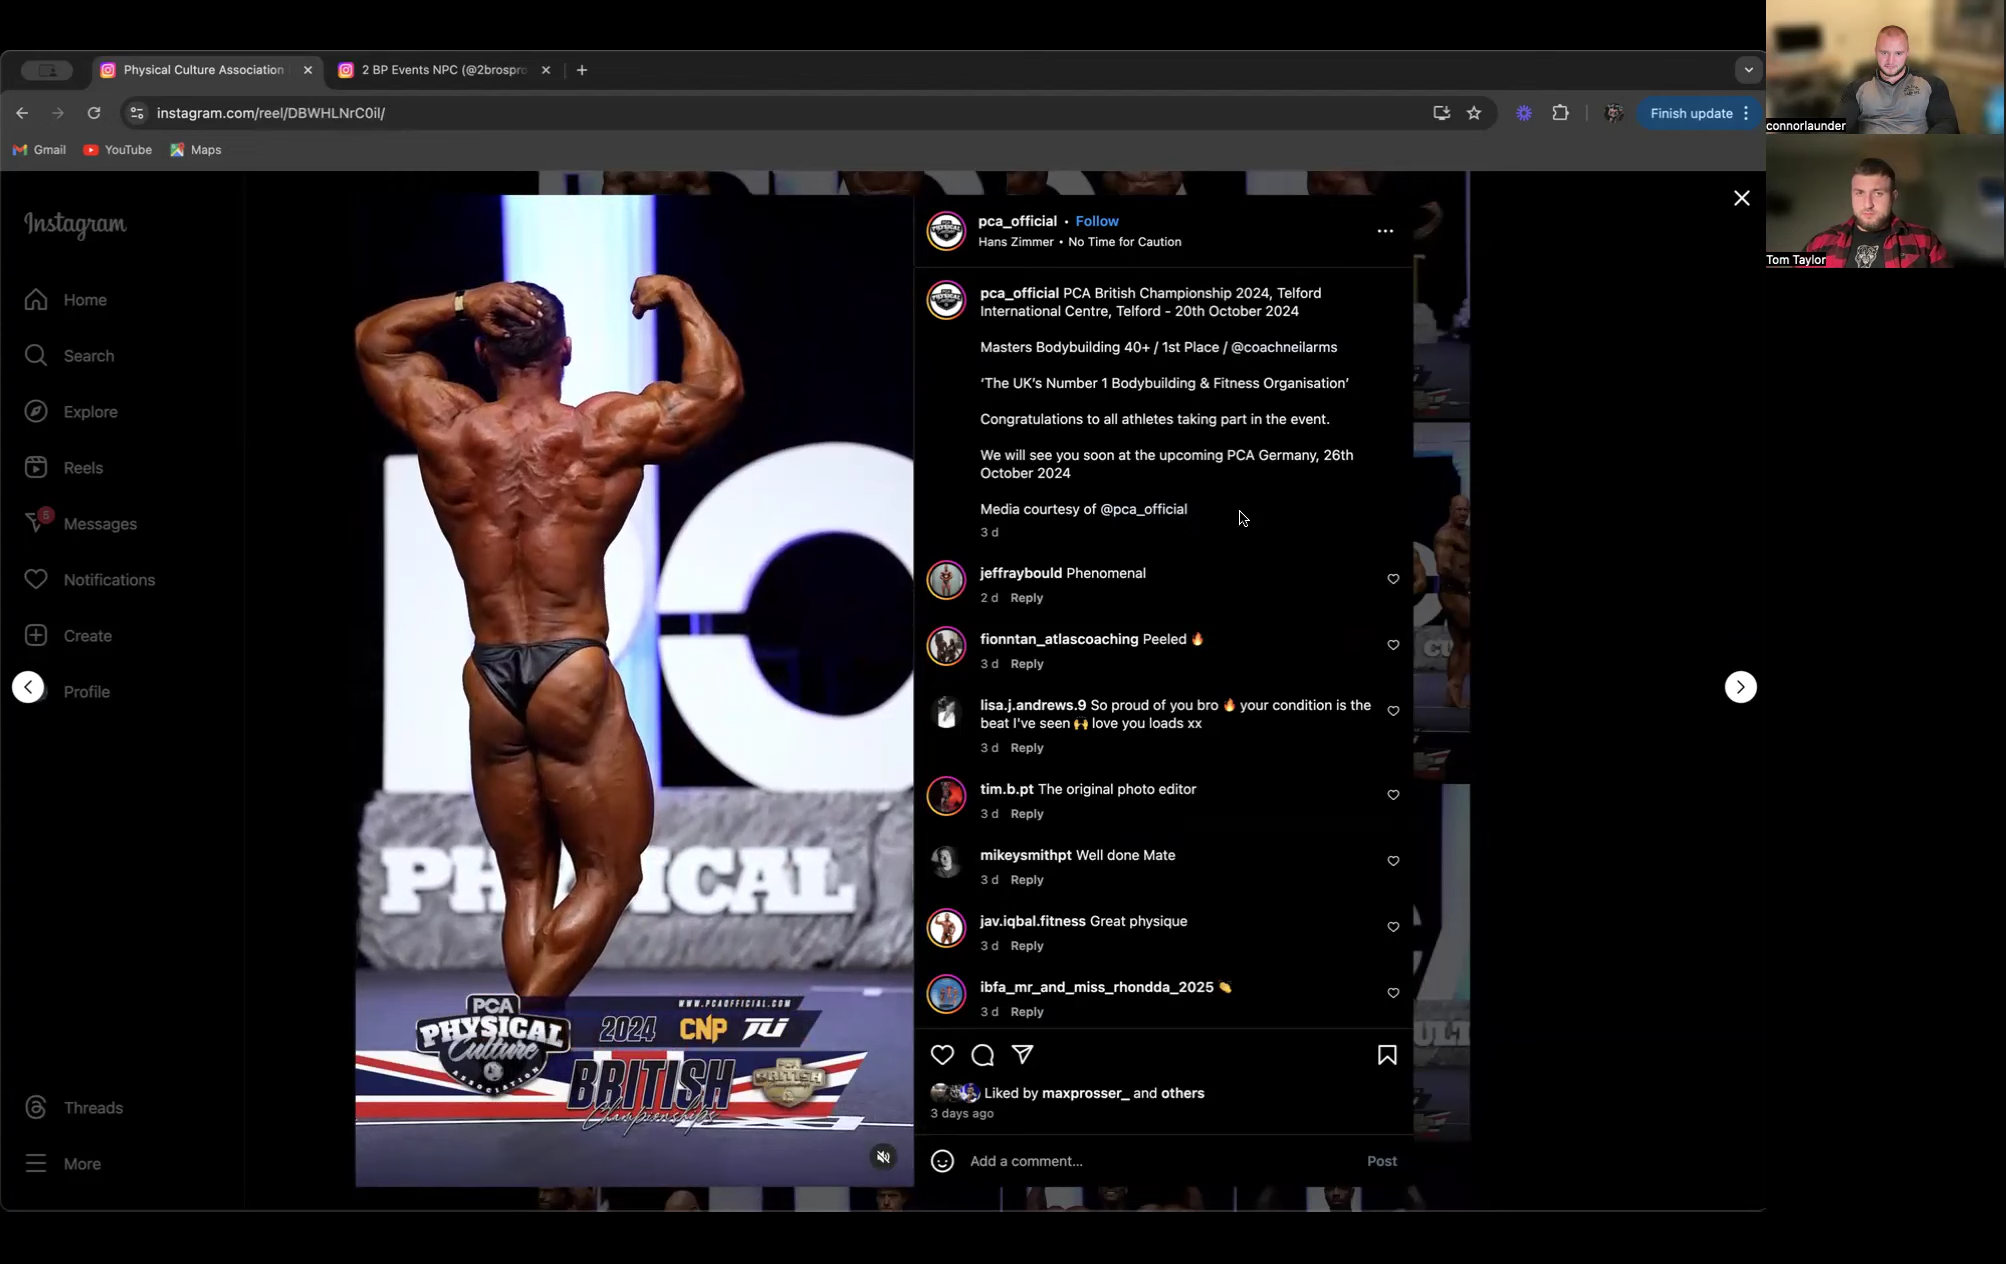 Physical Culture Association
2 BP Events NPC (@2brospro
instagram.com/reel/DBWHLNrC0il/
Finish update
Gmail
YouTube
Maps
connorlaunder
Tom Taylor
Instagram
Home
Search
Explore
Reels
5
Messages
Notifications
Create
Profile
Threads
More
PHYSICAL
PCA
PHYSICAL
Culture
ASSOCIATION
WWW.PCAOFFICIAL.COM
2024 CNP
BRITISH
Championships
BRITISH
pca_official • Follow
Hans Zimmer • No Time for Caution
pca_official PCA British Championship 2024, Telford
International Centre, Telford - 20th October 2024
Masters Bodybuilding 40+ / 1st Place / @coachneilarms
‘The UK’s Number 1 Bodybuilding & Fitness Organisation’
Congratulations to all athletes taking part in the event.
We will see you soon at the upcoming PCA Germany, 26th
October 2024
Media courtesy of @pca_official
3 d
jeffraybould Phenomenal
2 d Reply
fionntan_atlascoaching Peeled 🔥
3 d Reply
lisa.j.andrews.9 So proud of you bro 🔥 your condition is the
beat I've seen 🙌 love you loads xx
3 d Reply
tim.b.pt The original photo editor
3 d Reply
mikeysmithpt Well done Mate
3 d Reply
jav.iqbal.fitness Great physique
3 d Reply
ibfa_mr_and_miss_rhondda_2025 👏
3 d Reply
Liked by maxprosser_ and others
3 days ago
Add a comment...
Post